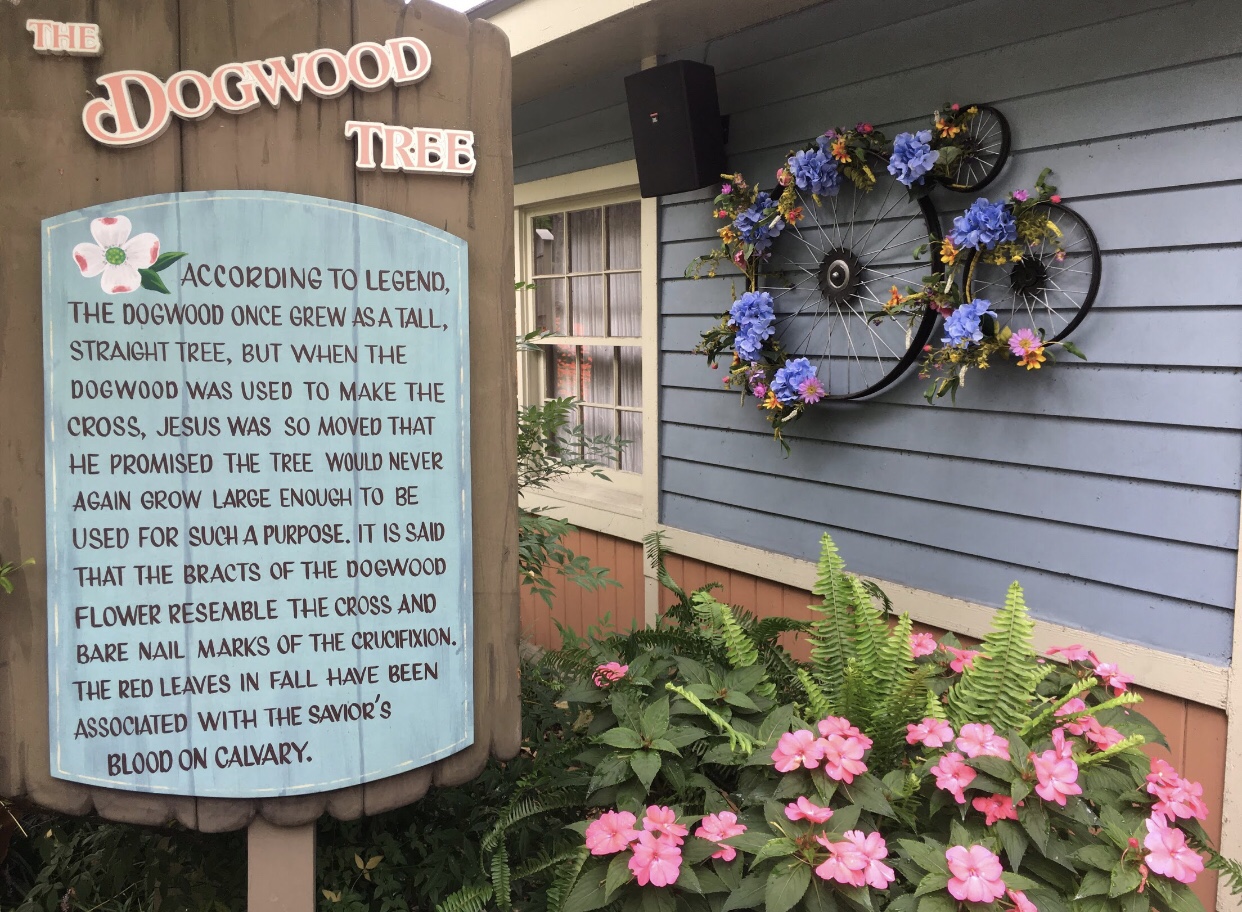 THE
DOGWOOD
TREE
ACCORDING TO LEGEND,
THE DOGWOOD ONCE GREW AS A TALL,
STRAIGHT TREE, BUT WHEN THE
DOGWOOD WAS USED TO MAKE THE
CROSS, JESUS WAS SO MOVED THAT
HE PROMISED THE TREE WOULD NEVER
AGAIN GROW LARGE ENOUGH TO BE
USED FOR SUCH A PURPOSE. IT IS SAID
THAT THE BRACTS OF THE DOGWOOD
FLOWER RESEMBLE THE CROSS AND
BARE NAIL MARKS OF THE CRUCIFIXION.
THE RED LEAVES IN FALL HAVE BEEN
ASSOCIATED WITH THE SAVIOR'S
BLOOD ON CALVARY.